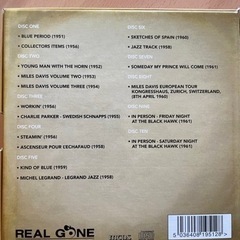 DISC ONE
• BLUE PERIOD (1951)
• COLLECTORS ITEMS (1956)
DISC TWO
• YOUNG MAN WITH THE HORN (1952)
• MILES DAVIS VOLUME TWO (1953)
• MILES DAVIS VOLUME THREE (1954)
DISC THREE
• WORKIN' (1956)
• CHARLIE PARKER - SWEDISH SCHNAPPS (1951)
DISC FOUR
• STEAMIN' (1956)
• ASCENSEUR POUR L'ECHAFAUD (1958)
DISC FIVE
• KIND OF BLUE (1959)
• MICHEL LEGRAND - LEGRAND JAZZ (1958)
DISC SIX
• SKETCHES OF SPAIN (1960)
• JAZZ TRACK (1958)
DISC SEVEN
• SOMEDAY MY PRINCE WILL COME (1961)
DISC EIGHT
• MILES DAVIS EUROPEAN TOUR
KONGRESSHAUS, ZURICH, SWITZERLAND,
(8TH APRIL 1960)
DISC NINE
• IN PERSON - FRIDAY NIGHT
AT THE BLACK HAWK (1961)
DISC TEN
• IN PERSON - SATURDAY NIGHT
AT THE BLACK HAWK (1961)
REAL GONE
mcps
5 036408 195128 >